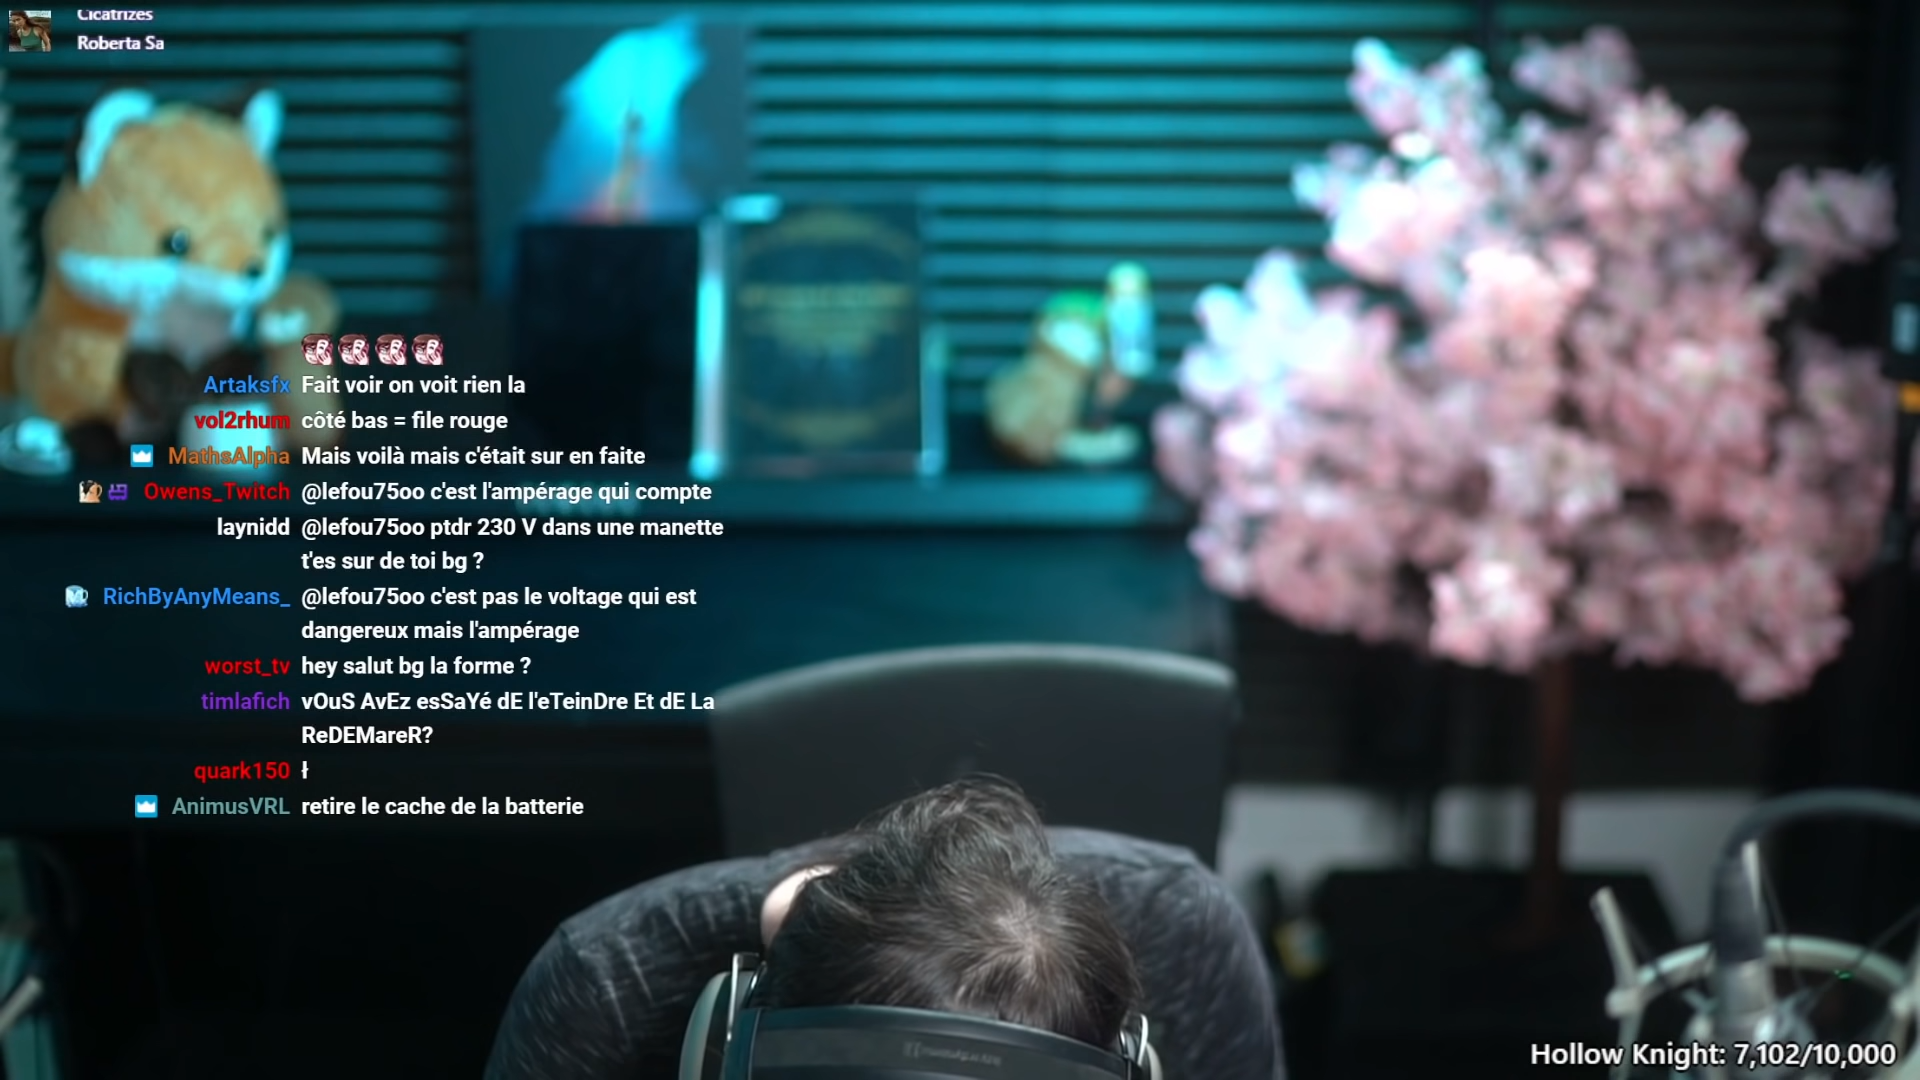 Cicatrizes
Roberta Sa
Artaksfx Fait voir on voit rien la
vol2rhum côté bas = file rouge
MathsAlpha Mais voilà mais c'était sur en faite
Owens_Twitch @lefou75oo c'est l'ampérage qui compte
laynidd @lefou75oo ptdr 230 V dans une manette
t'es sur de toi bg ?
RichByAnyMeans_ @lefou75oo c'est pas le voltage qui est
dangereux mais l'ampérage
worst_tv hey salut bg la forme ?
timlafich vOuS AvEz esSaYé dE l'eTeinDre Et dE La
ReDEMareR?
quark150 ł
AnimusVRL retire le cache de la batterie
Hollow Knight: 7,102/10,000